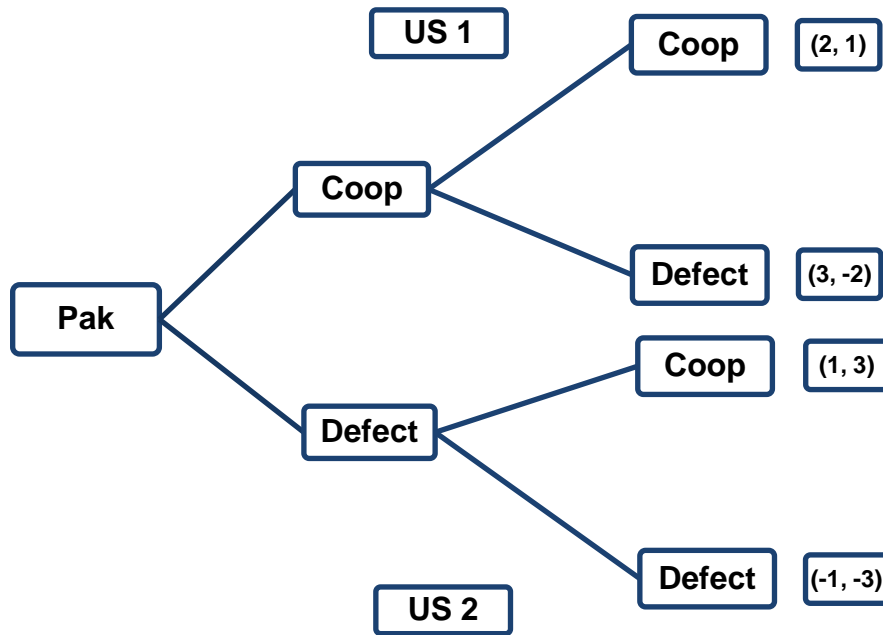 US 1
Coop
(2, 1)
Coop
Defect
(3, -2)
Pak
Coop
(1, 3)
Defect
Defect
(-1, -3)
US 2